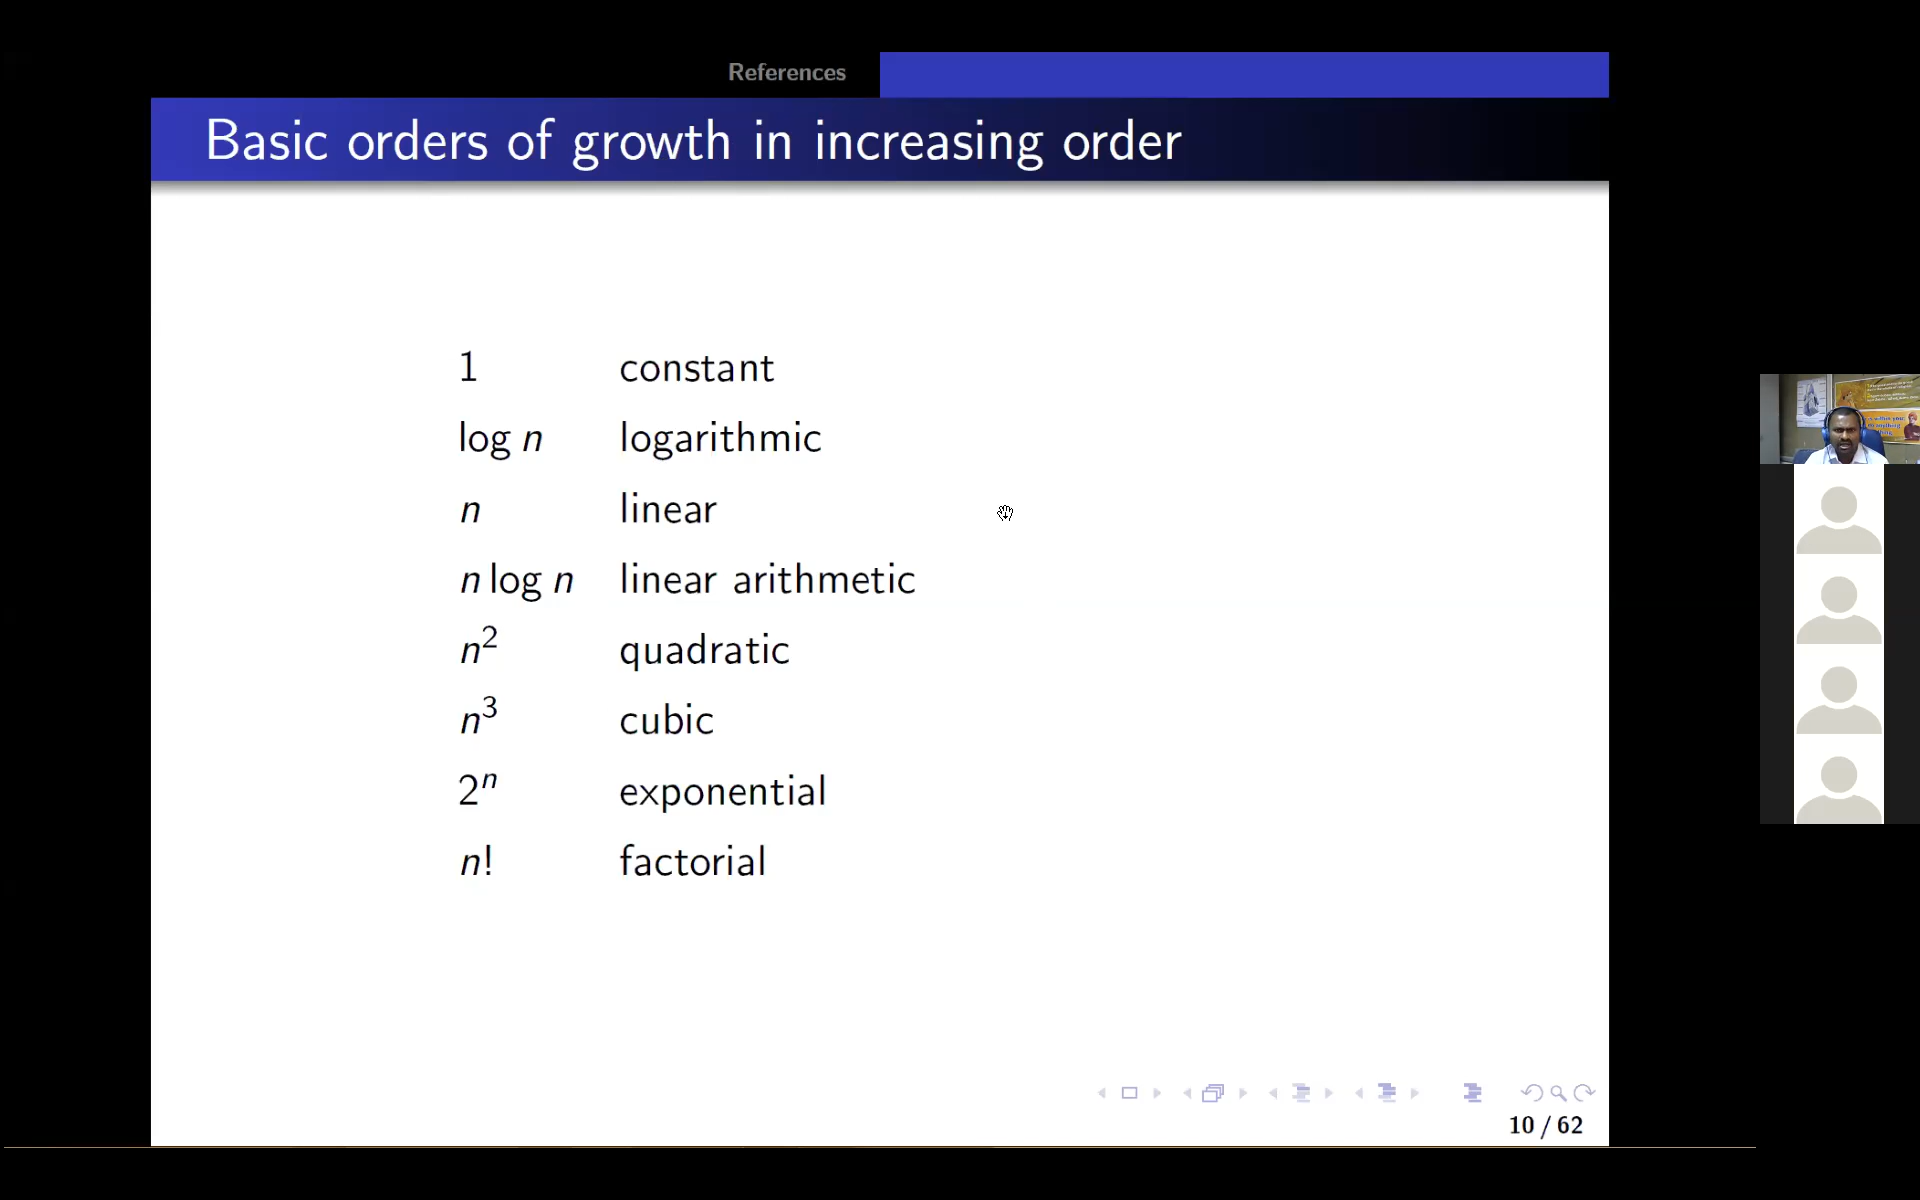 References
Basic orders of growth in increasing order
1 constant
log n logarithmic
n linear
n log n linear arithmetic
n² quadratic
n³ cubic
2ⁿ exponential
n! factorial
10 / 62